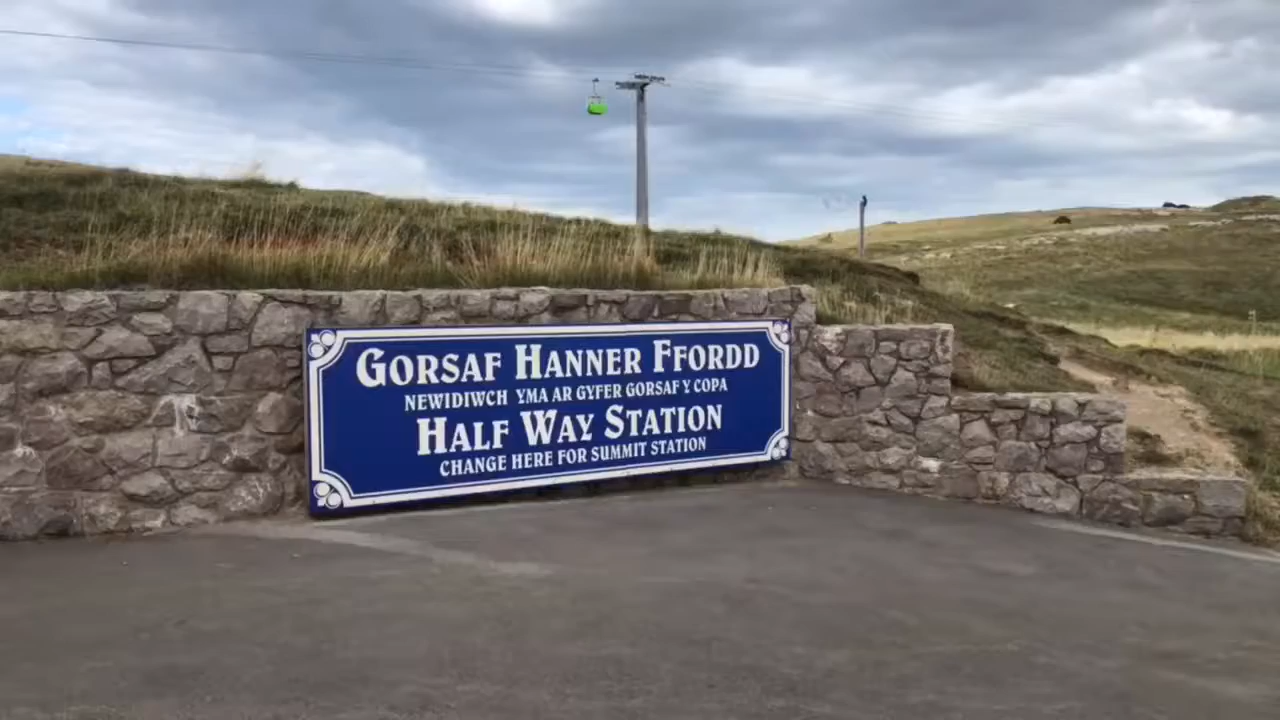 GORSAF HANNER FFORDD
NEWIDIWCH YMA AR GYFER GORSAF Y COPA
HALF WAY STATION
CHANGE HERE FOR SUMMIT STATION